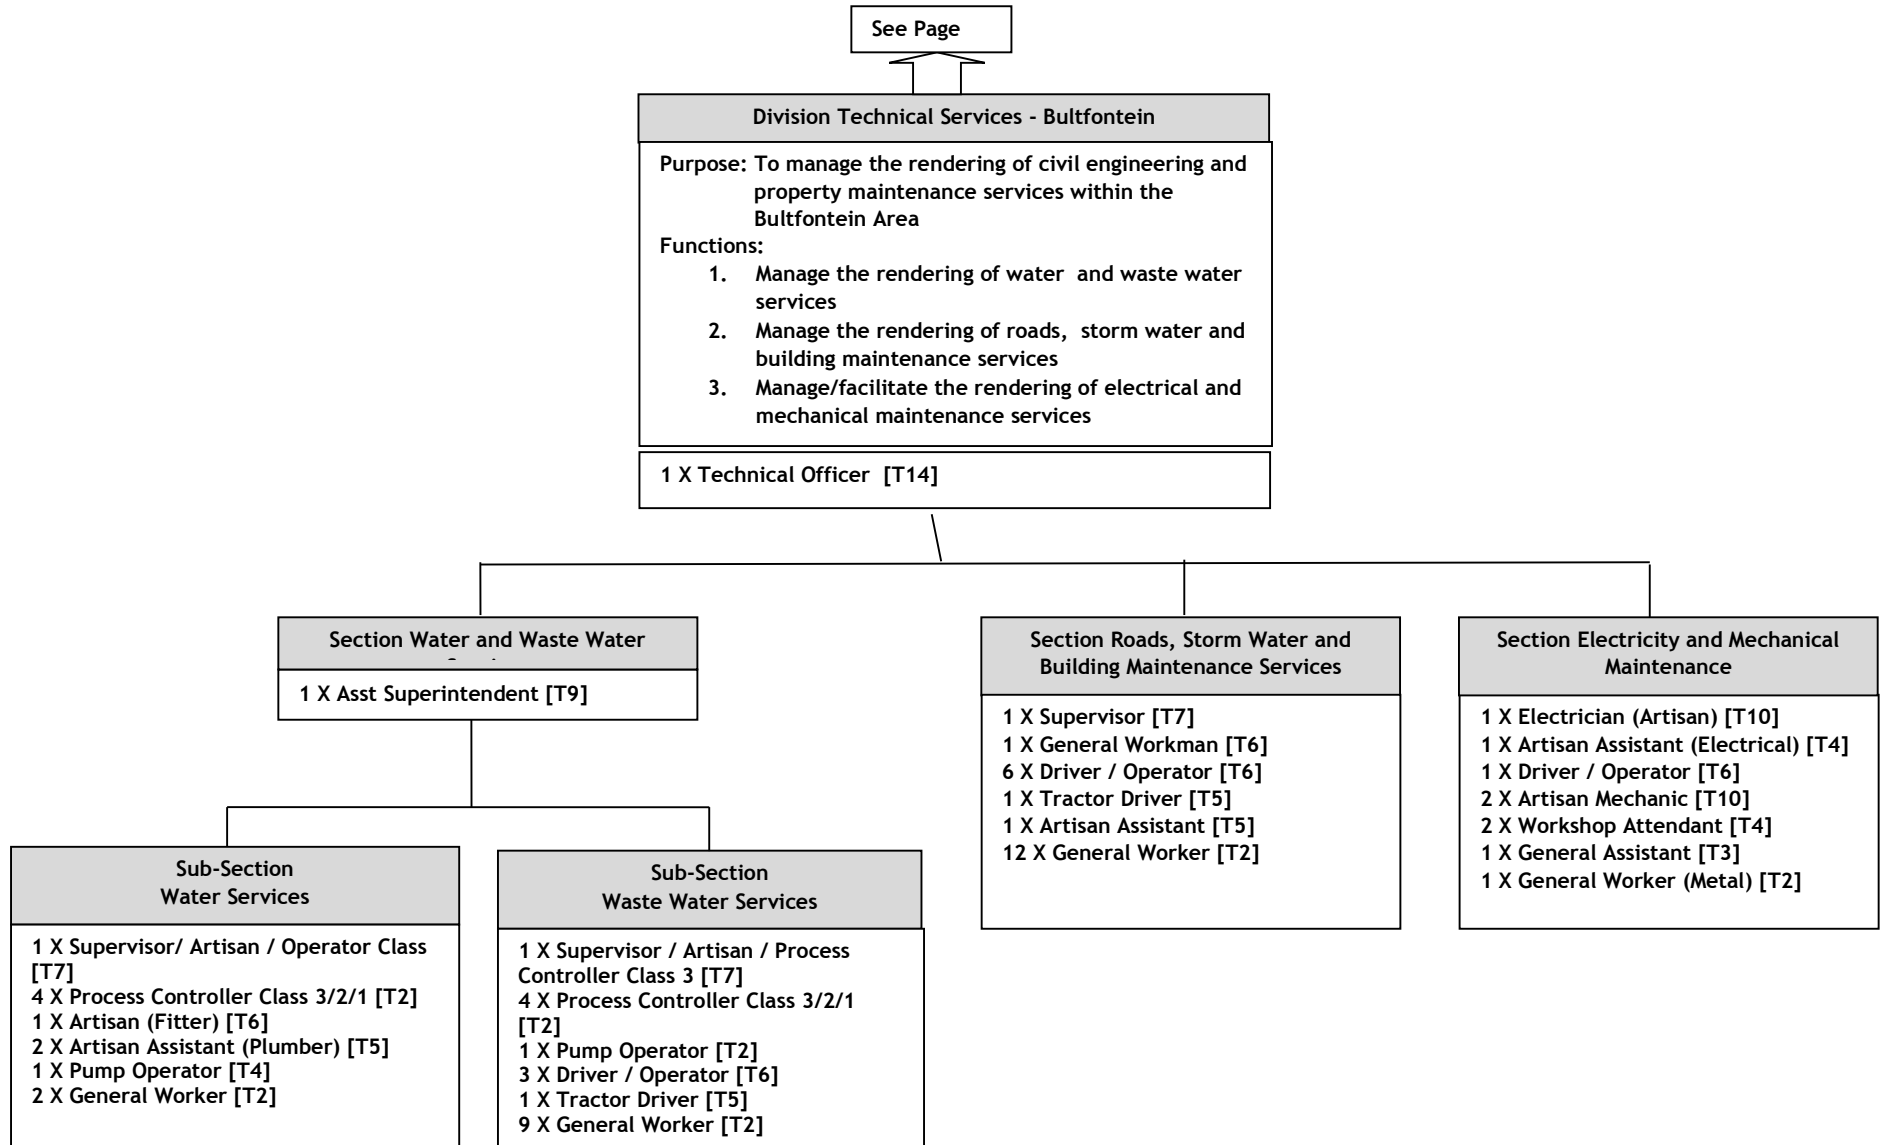 See Page
Division Technical Services - Bultfontein
Purpose: To manage the rendering of civil engineering and
property maintenance services within the
Bultfontein Area
Functions:
1. Manage the rendering of water and waste water
services
2. Manage the rendering of roads, storm water and
building maintenance services
3. Manage/facilitate the rendering of electrical and
mechanical maintenance services
1 X Technical Officer [T14]
Section Water and Waste Water
1 X Asst Superintendent [T9]
Section Roads, Storm Water and
Building Maintenance Services
1 X Supervisor [T7]
1 X General Workman [T6]
6 X Driver / Operator [T6]
1 X Tractor Driver [T5]
1 X Artisan Assistant [T5]
12 X General Worker [T2]
Section Electricity and Mechanical
Maintenance
1 X Electrician (Artisan) [T10]
1 X Artisan Assistant (Electrical) [T4]
1 X Driver / Operator [T6]
2 X Artisan Mechanic [T10]
2 X Workshop Attendant [T4]
1 X General Assistant [T3]
1 X General Worker (Metal) [T2]
Sub-Section
Water Services
1 X Supervisor/ Artisan / Operator Class
[T7]
4 X Process Controller Class 3/2/1 [T2]
1 X Artisan (Fitter) [T6]
2 X Artisan Assistant (Plumber) [T5]
1 X Pump Operator [T4]
2 X General Worker [T2]
Sub-Section
Waste Water Services
1 X Supervisor / Artisan / Process
Controller Class 3 [T7]
4 X Process Controller Class 3/2/1
[T2]
1 X Pump Operator [T2]
3 X Driver / Operator [T6]
1 X Tractor Driver [T5]
9 X General Worker [T2]